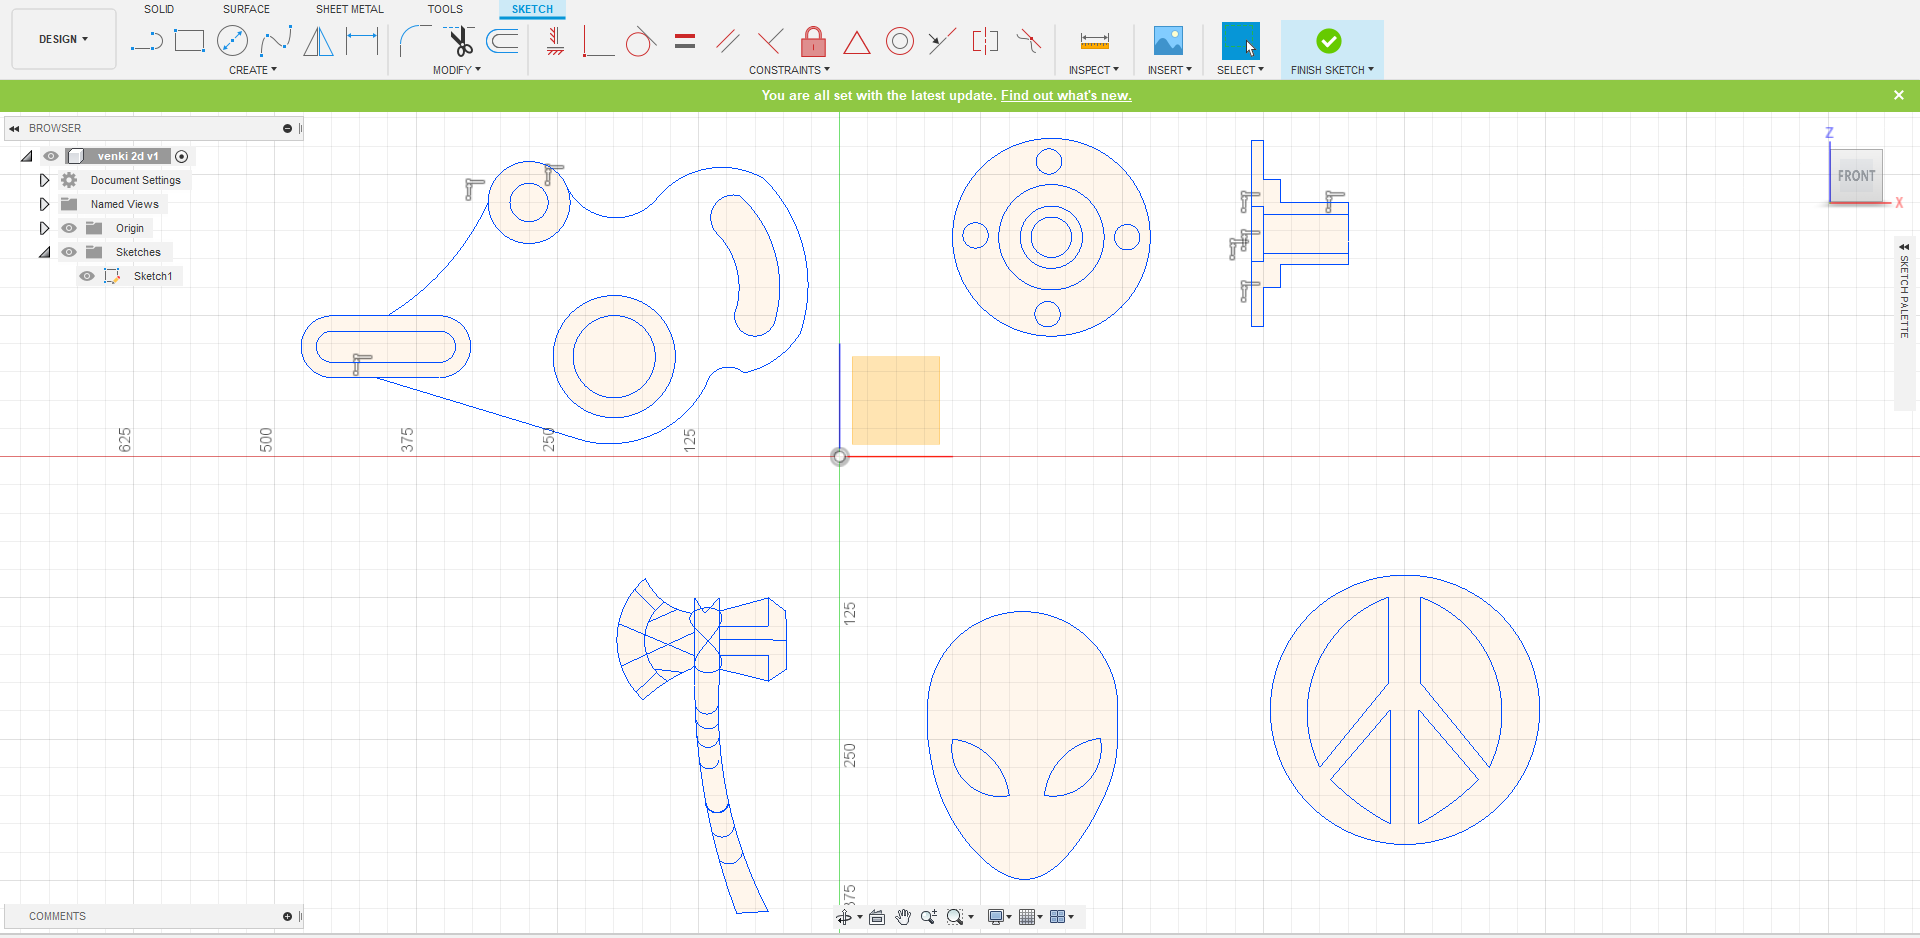 SOLID
SURFACE
SHEET METAL
TOOLS
SKETCH
DESIGN
CREATE
MODIFY
CONSTRAINTS
INSPECT
INSERT
SELECT
FINISH SKETCH
You are all set with the latest update. Find out what's new.
BROWSER
venki 2d v1
Document Settings
Named Views
Origin
Sketches
Sketch1
Z
FRONT
X
SKETCH PALETTE
625
500
375
250
125
125
250
375
COMMENTS